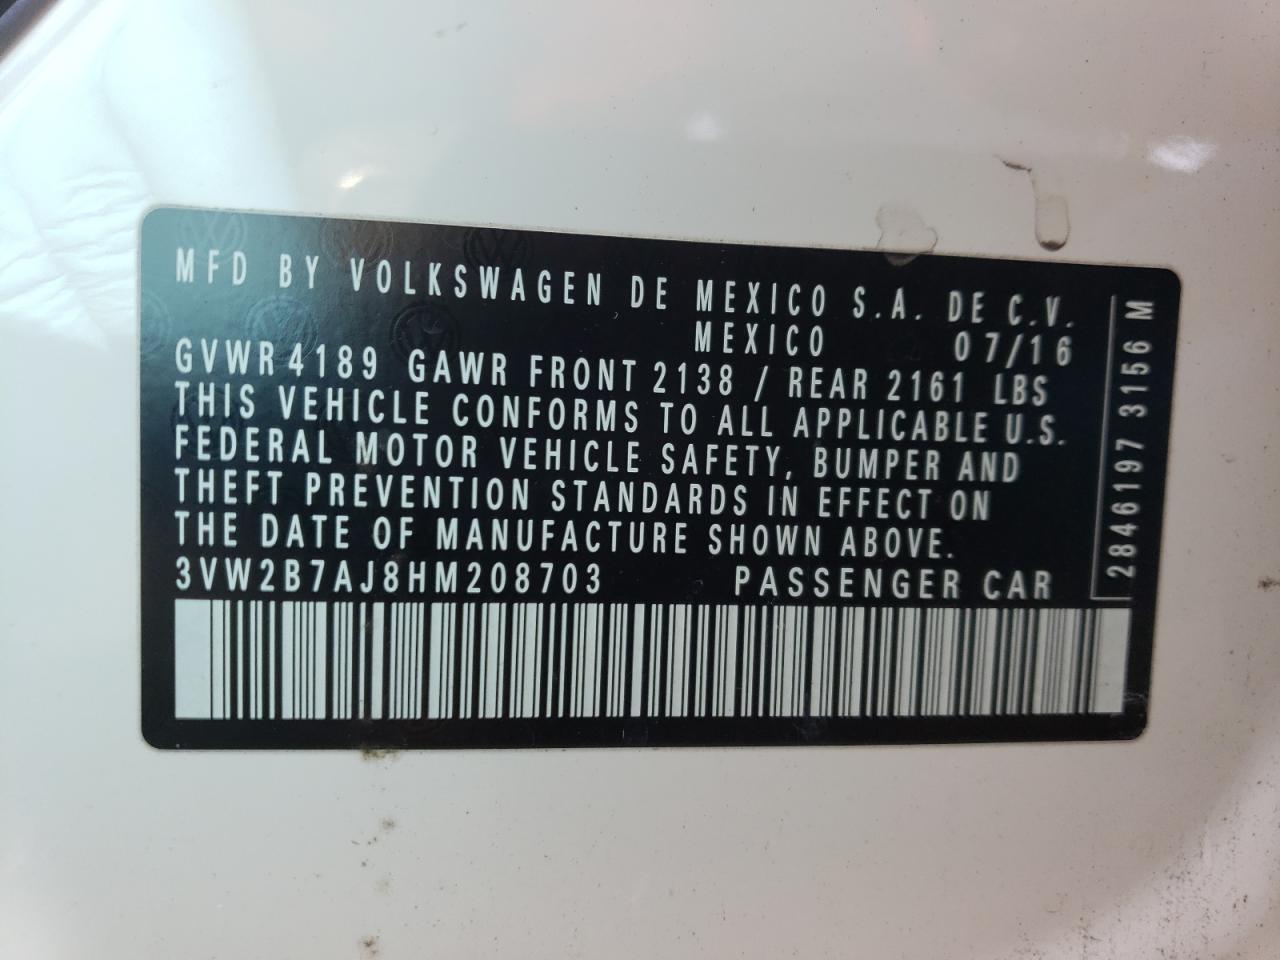 MFD BY VOLKSWAGEN DE MEXICO S.A. DE C.V.
MEXICO 07/16
GVWR 4189 GAWR FRONT 2138 / REAR 2161 LBS
THIS VEHICLE CONFORMS TO ALL APPLICABLE U.S.
FEDERAL MOTOR VEHICLE SAFETY, BUMPER AND
THEFT PREVENTION STANDARDS IN EFFECT ON
THE DATE OF MANUFACTURE SHOWN ABOVE.
3VW2B7AJ8HM208703 PASSENGER CAR
2846197 3156 M